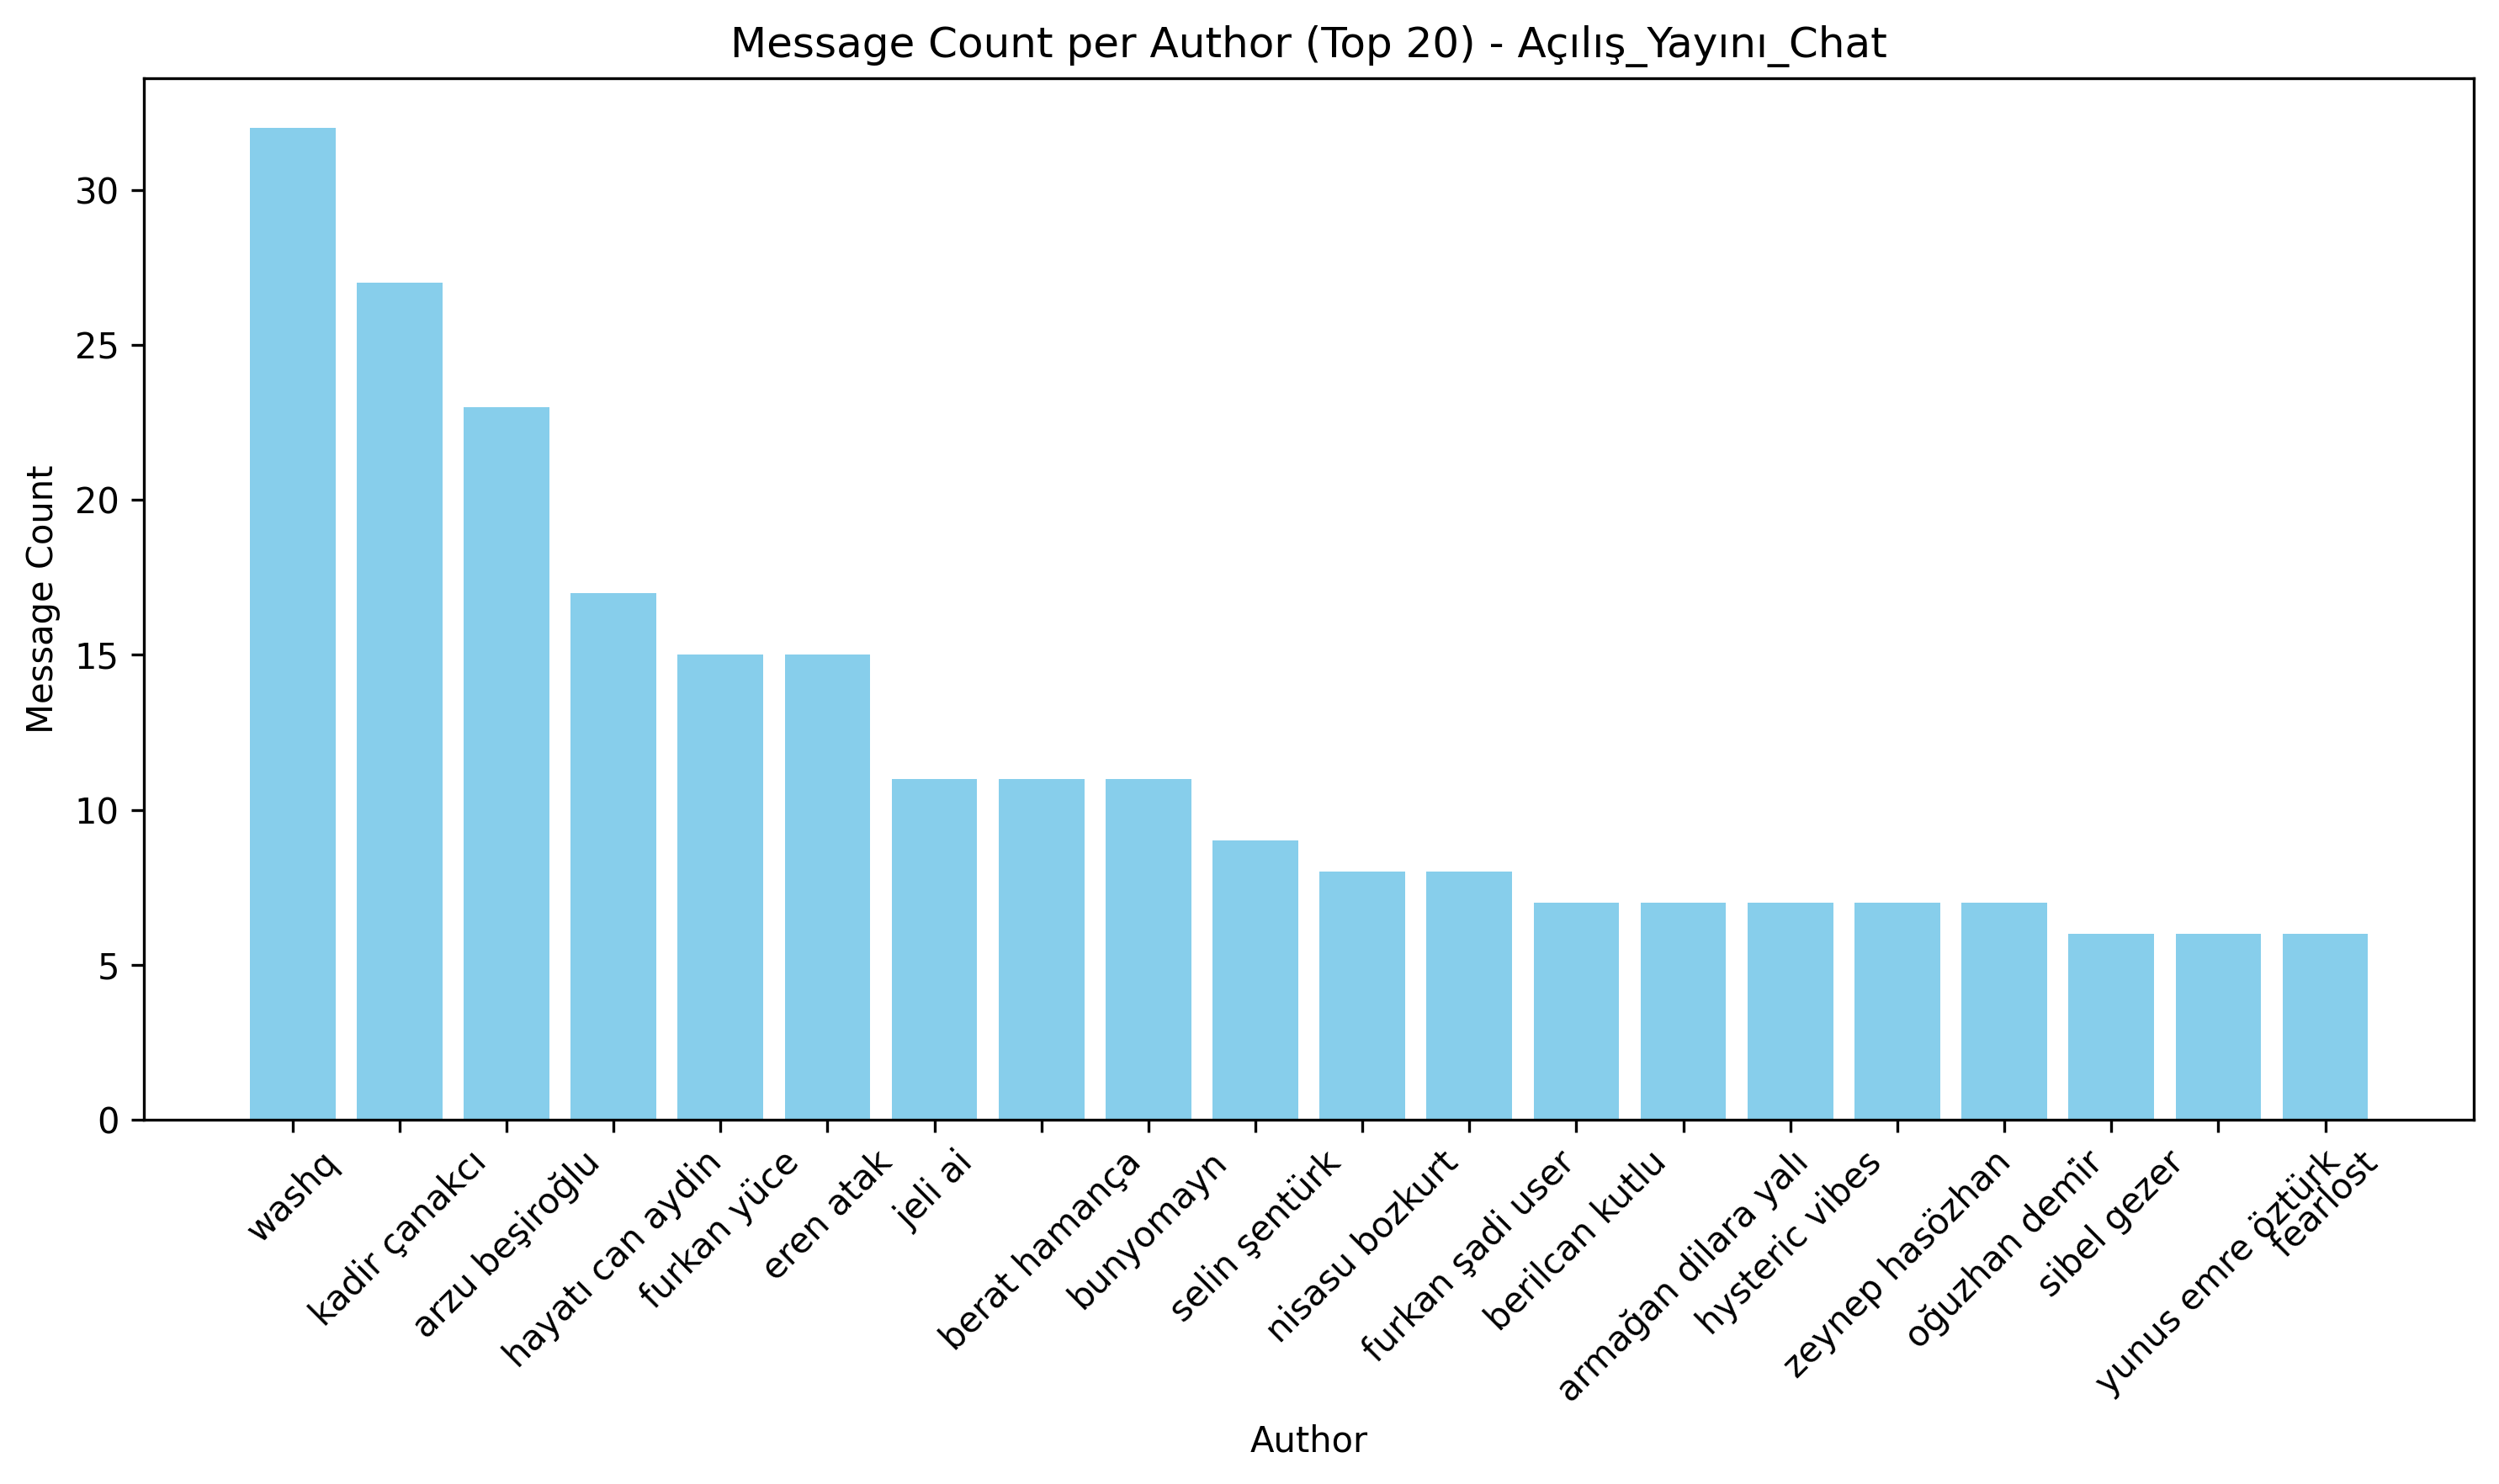 Message Count per Author (Top 20) - Açılış_Yayını_Chat
Message Count
30
25
20
15
10
5
0
washq
kadir çanakcı
arzu beşiroğlu
hayati can aydin
furkan yüce
eren atak
jeli ai
berat hamança
bunyomayn
selin şentürk
nisasu bozkurt
furkan şadi user
berilcan kutlu
armağan dilara yalı
hysteric vibes
zeynep hasözhan
oğuzhan demir
sibel gezer
yunus emre öztürk
fearlost
Author